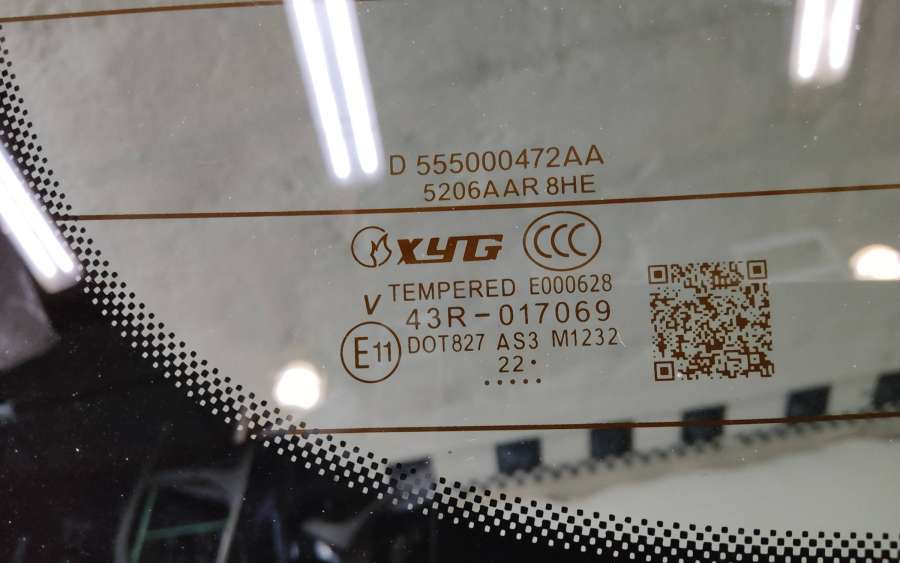 D 555000472AA
5206AAR 8HE
XYG CCC
TEMPERED E000628
V 43R-017069
E11 DOT827 AS3 M1232
22